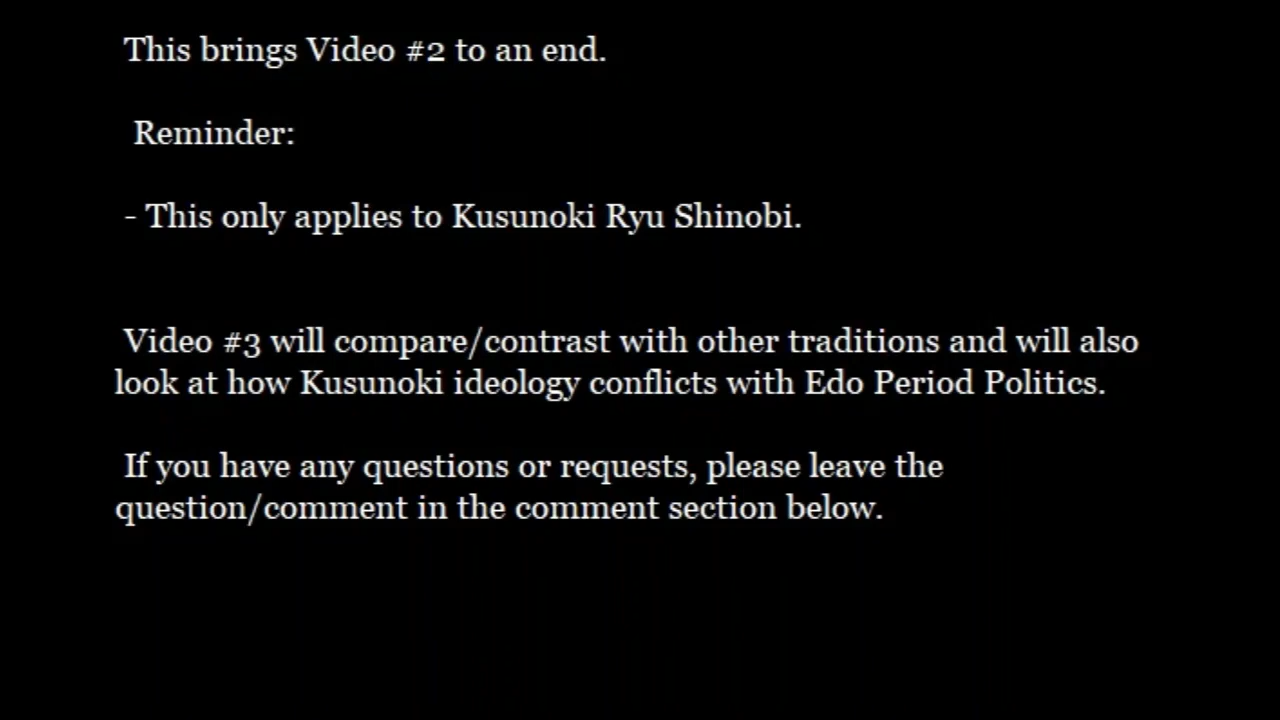 This brings Video #2 to an end.
Reminder:
- This only applies to Kusunoki Ryu Shinobi.
Video #3 will compare/contrast with other traditions and will also
look at how Kusunoki ideology conflicts with Edo Period Politics.
If you have any questions or requests, please leave the
question/comment in the comment section below.